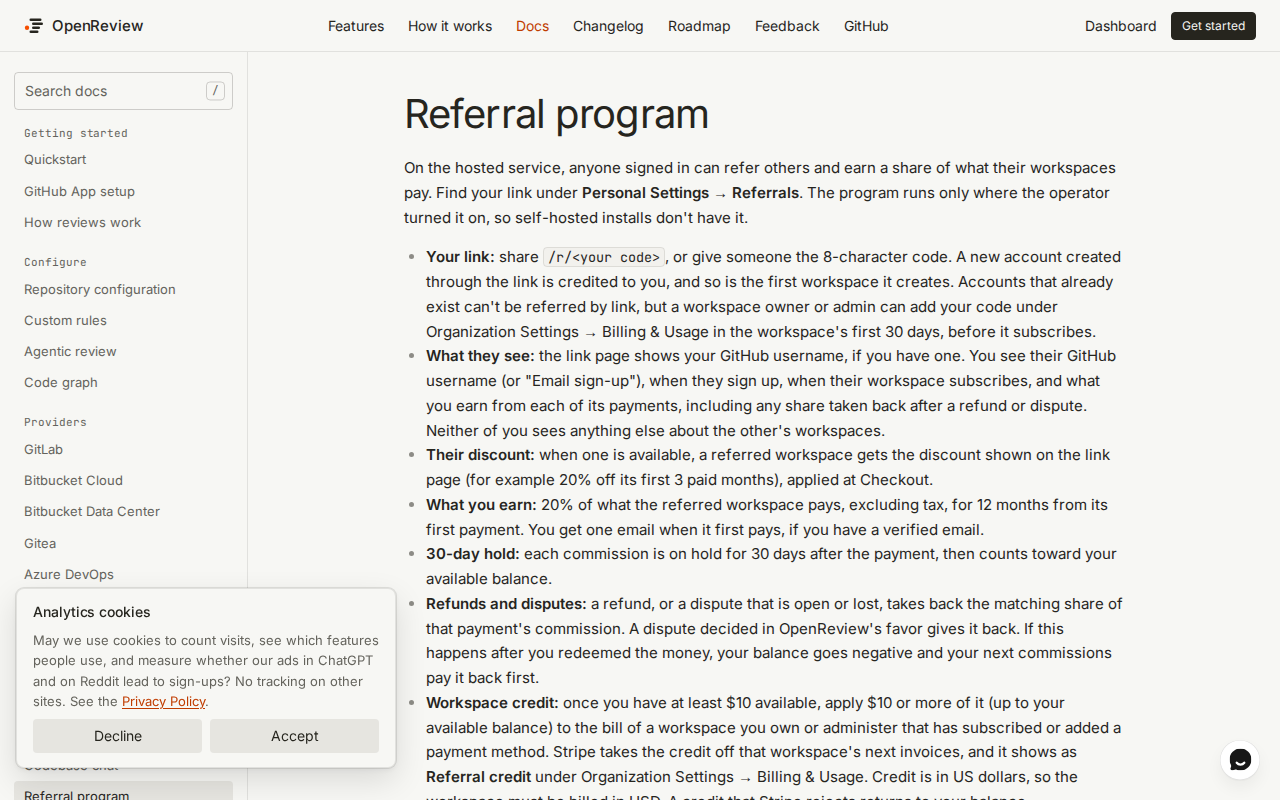 OpenReview
Features
How it works
Docs
Changelog
Roadmap
Feedback
GitHub
Dashboard
Get started
Search docs
/
Getting started
Quickstart
GitHub App setup
How reviews work
Configure
Repository configuration
Custom rules
Agentic review
Code graph
Providers
GitLab
Bitbucket Cloud
Bitbucket Data Center
Gitea
Azure DevOps
Codebase chat
Referral program
Analytics cookies
May we use cookies to count visits, see which features
people use, and measure whether our ads in ChatGPT
and on Reddit lead to sign-ups? No tracking on other
sites. See the Privacy Policy.
Decline
Accept
Referral program
On the hosted service, anyone signed in can refer others and earn a share of what their workspaces
pay. Find your link under Personal Settings → Referrals. The program runs only where the operator
turned it on, so self-hosted installs don't have it.
Your link: share /r/<your code>, or give someone the 8-character code. A new account created
through the link is credited to you, and so is the first workspace it creates. Accounts that already
exist can't be referred by link, but a workspace owner or admin can add your code under
Organization Settings → Billing & Usage in the workspace's first 30 days, before it subscribes.
What they see: the link page shows your GitHub username, if you have one. You see their GitHub
username (or "Email sign-up"), when they sign up, when their workspace subscribes, and what
you earn from each of its payments, including any share taken back after a refund or dispute.
Neither of you sees anything else about the other's workspaces.
Their discount: when one is available, a referred workspace gets the discount shown on the link
page (for example 20% off its first 3 paid months), applied at Checkout.
What you earn: 20% of what the referred workspace pays, excluding tax, for 12 months from its
first payment. You get one email when it first pays, if you have a verified email.
30-day hold: each commission is on hold for 30 days after the payment, then counts toward your
available balance.
Refunds and disputes: a refund, or a dispute that is open or lost, takes back the matching share of
that payment's commission. A dispute decided in OpenReview's favor gives it back. If this
happens after you redeemed the money, your balance goes negative and your next commissions
pay it back first.
Workspace credit: once you have at least $10 available, apply $10 or more of it (up to your
available balance) to the bill of a workspace you own or administer that has subscribed or added a
payment method. Stripe takes the credit off that workspace's next invoices, and it shows as
Referral credit under Organization Settings → Billing & Usage. Credit is in US dollars, so the
workspace must be billed in USD. A credit that Stripe rejects returns to your balance.